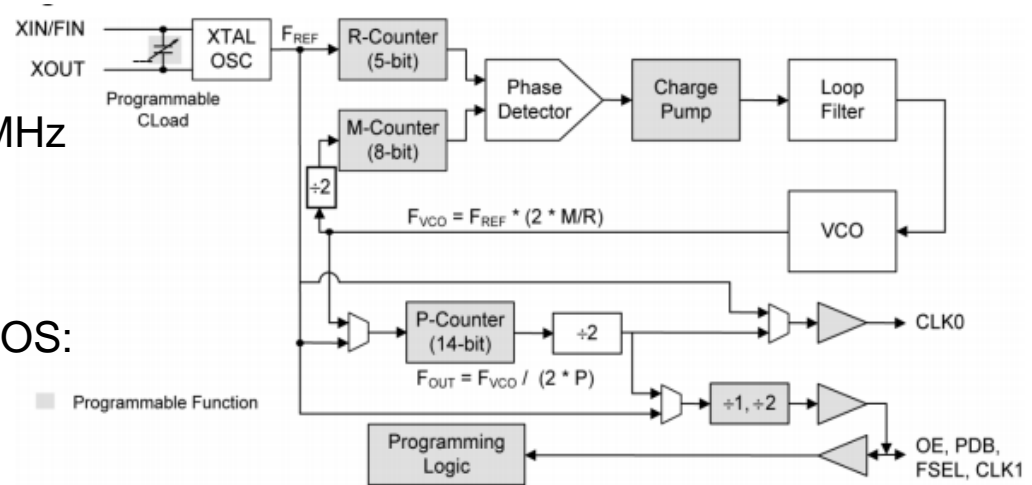 XIN/FIN
XOUT
Programmable
CLoad
XTAL
OSC
FREF
R-Counter
(5-bit)
M-Counter
(8-bit)
÷2
Phase
Detector
Charge
Pump
Loop
Filter
VCO
MHz
FVCO = FREF * (2 * M/R)
P-Counter
(14-bit)
÷2
FOUT = FVCO / (2 * P)
CLK0
OS:
Programmable Function
÷1, ÷2
Programming
Logic
OE, PDB,
FSEL, CLK1